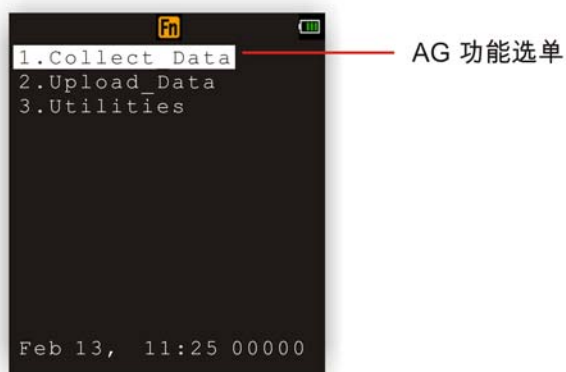 Fn
1.Collect Data
AG 功能选单
2.Upload_Data
3.Utilities
Feb 13, 11:25 00000